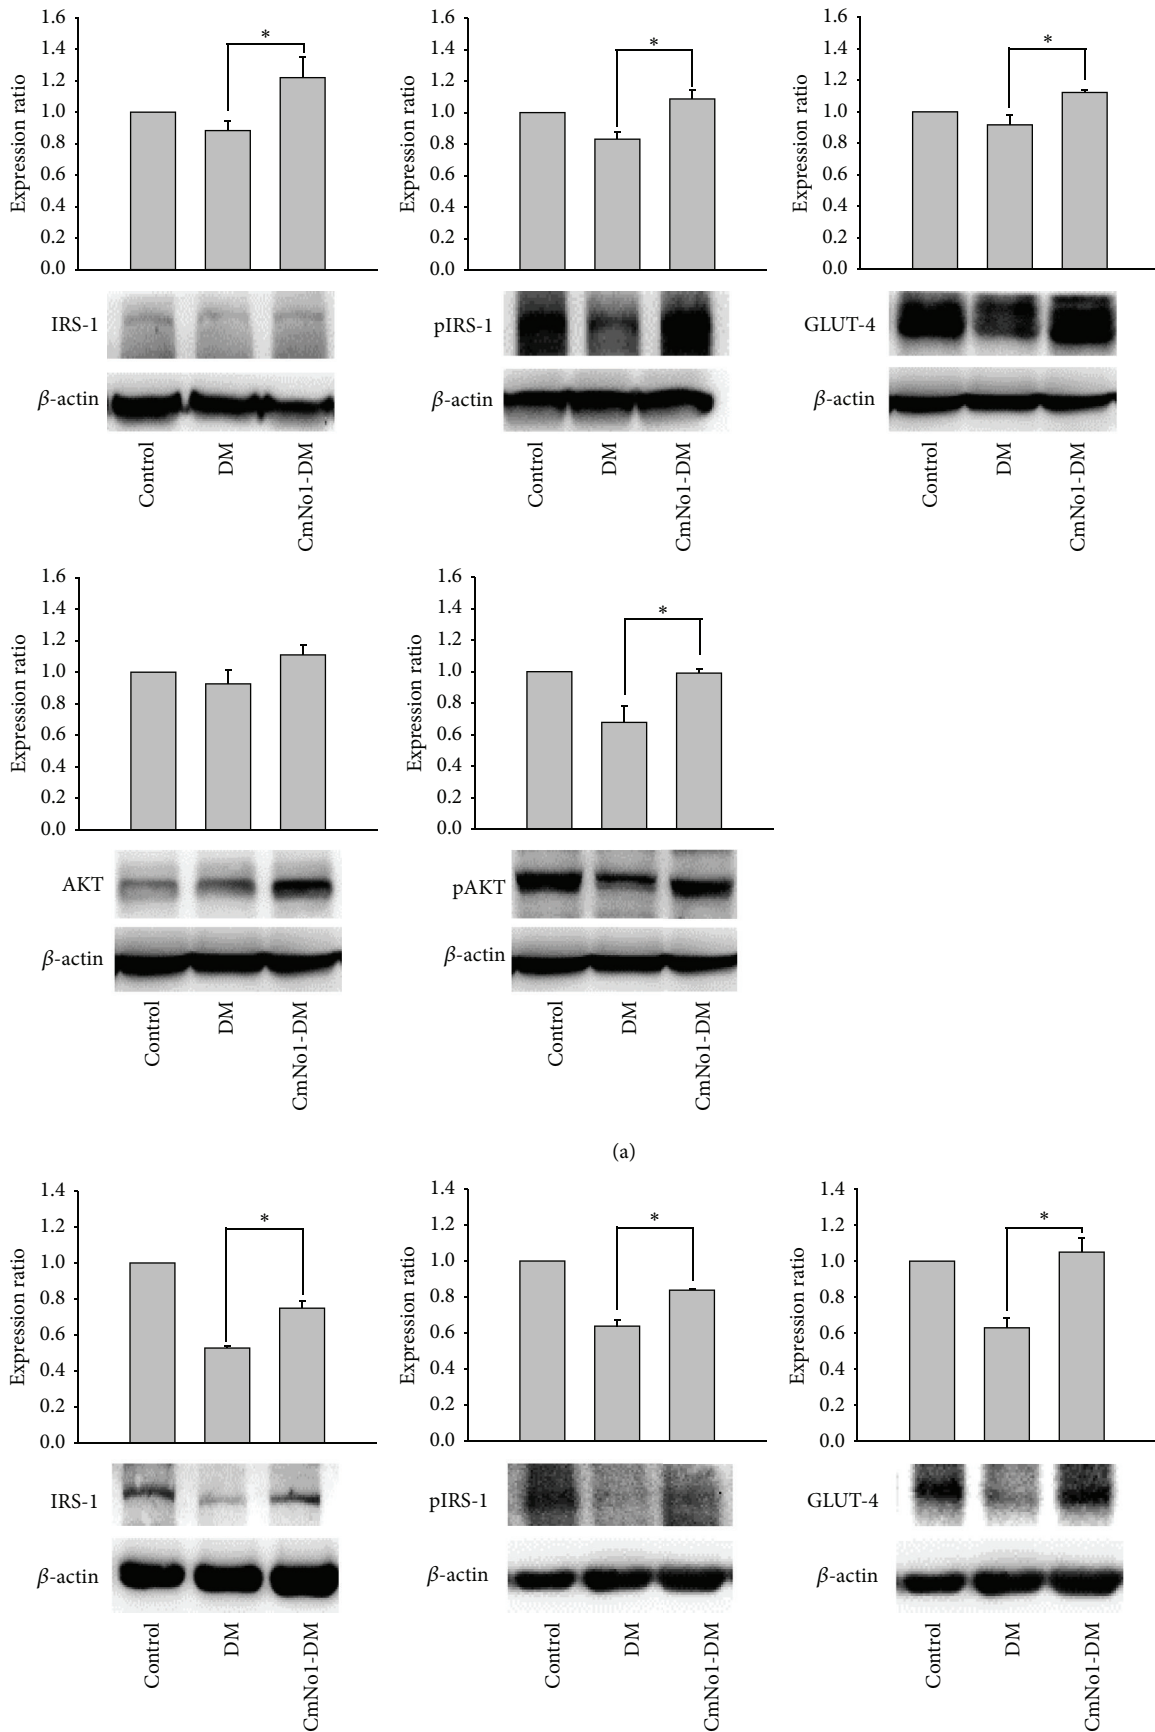 1.6
1.4
1.2
1.0
0.8
0.6
0.4
0.2
0.0
Expression ratio
*
IRS-1
β-actin
Control
DM
CmNo1-DM
1.6
1.4
1.2
1.0
0.8
0.6
0.4
0.2
0.0
Expression ratio
*
pIRS-1
β-actin
Control
DM
CmNo1-DM
1.6
1.4
1.2
1.0
0.8
0.6
0.4
0.2
0.0
Expression ratio
*
GLUT-4
β-actin
Control
DM
CmNo1-DM
1.6
1.4
1.2
1.0
0.8
0.6
0.4
0.2
0.0
Expression ratio
AKT
β-actin
Control
DM
CmNo1-DM
1.6
1.4
1.2
1.0
0.8
0.6
0.4
0.2
0.0
Expression ratio
*
pAKT
β-actin
Control
DM
CmNo1-DM
(a)
1.4
1.2
1.0
0.8
0.6
0.4
0.2
0.0
Expression ratio
*
IRS-1
β-actin
Control
DM
CmNo1-DM
1.4
1.2
1.0
0.8
0.6
0.4
0.2
0.0
Expression ratio
*
pIRS-1
β-actin
Control
DM
CmNo1-DM
1.4
1.2
1.0
0.8
0.6
0.4
0.2
0.0
Expression ratio
*
GLUT-4
β-actin
Control
DM
CmNo1-DM